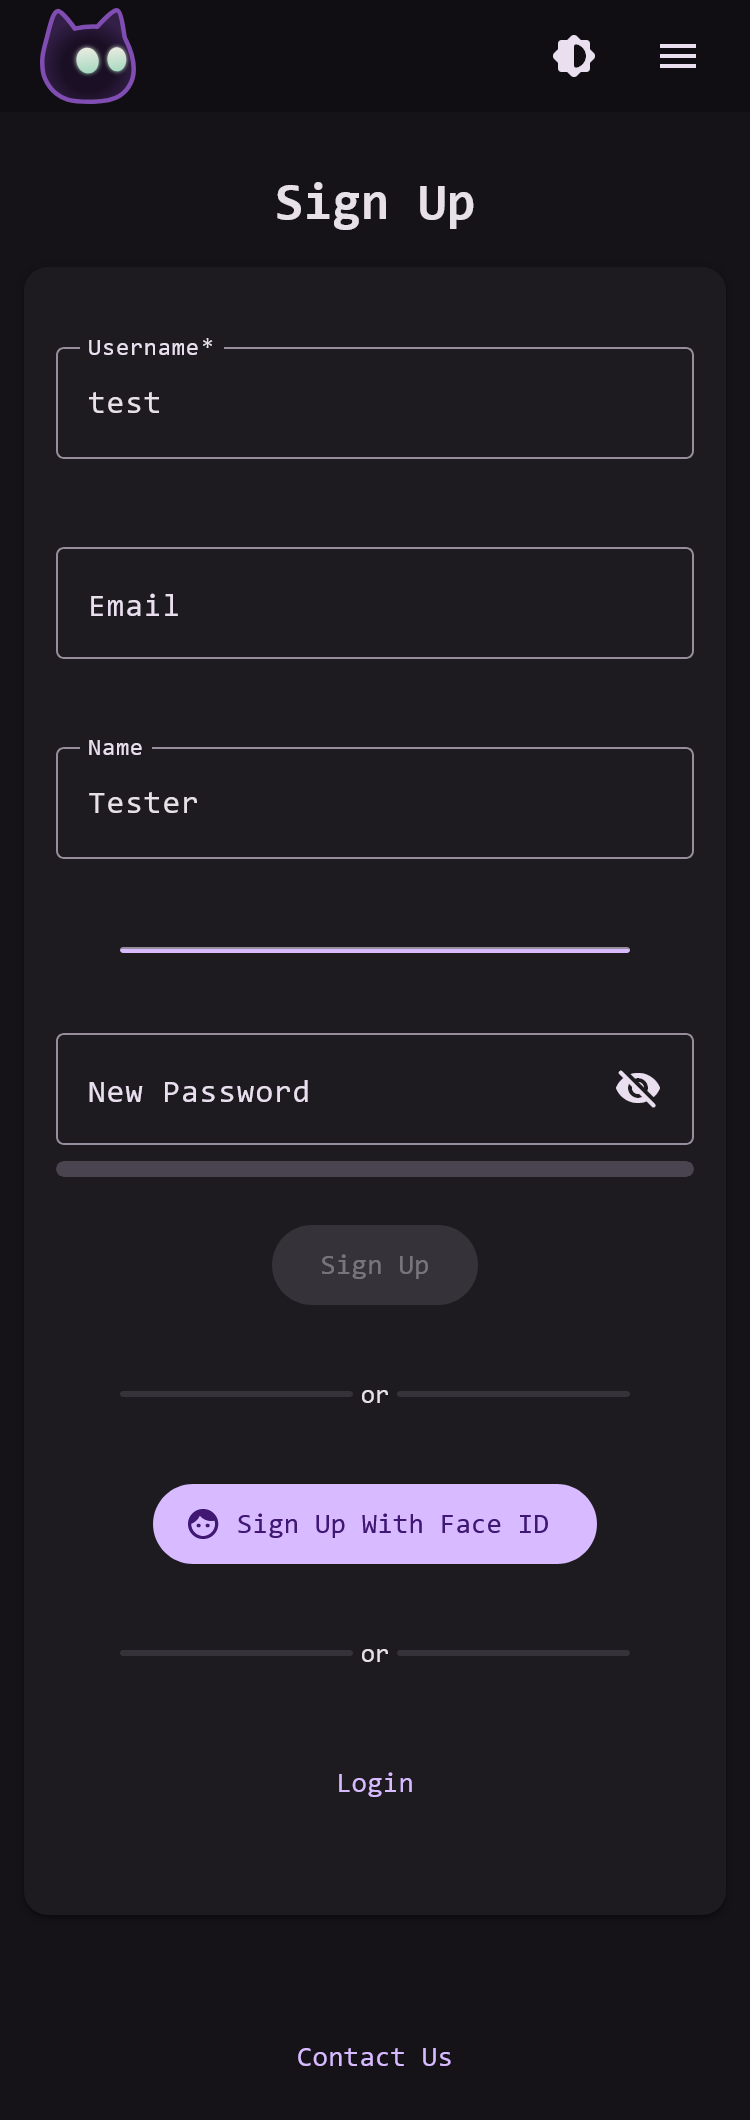 Sign Up
Username*
test
Email
Name
Tester
New Password
Sign Up
or
Sign Up With Face ID
or
Login
Contact Us